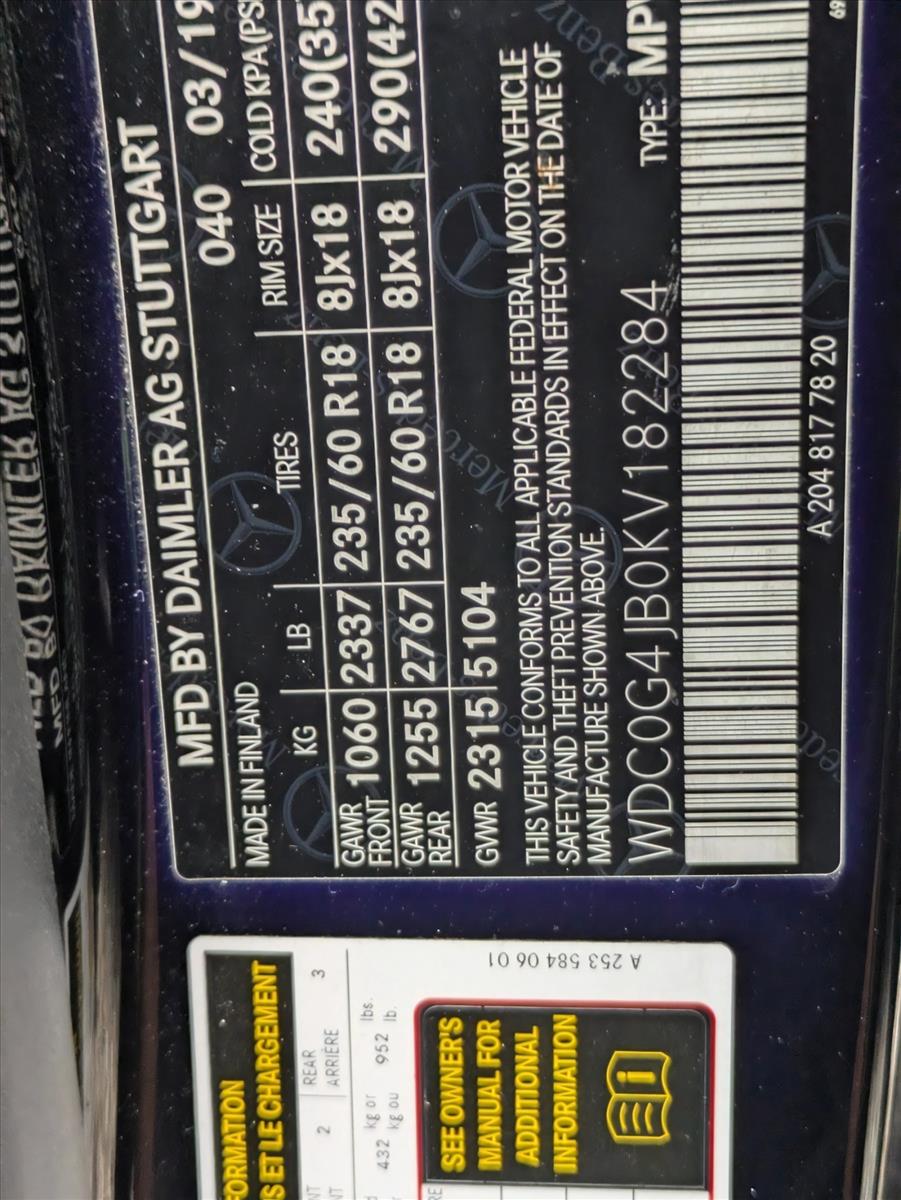 MFD BY DAIMLER AG STUTTGART
040 03/19
MADE IN FINLAND
KG LB TIRES RIM SIZE COLD KPA(PSI
GAWR FRONT 1060 2337 235/60 R18 8Jx18 240(35
GAWR REAR 1255 2767 235/60 R18 8Jx18 290(42
GVWR 2315 5104
THIS VEHICLE CONFORMS TO ALL APPLICABLE FEDERAL MOTOR VEHICLE
SAFETY AND THEFT PREVENTION STANDARDS IN EFFECT ON THE DATE OF
MANUFACTURE SHOWN ABOVE.
WDC0G4JB0KV182284 TYPE: MPV
A 204 817 78 20
69
FORMATION
S ET LE CHARGEMENT
2 REAR 3
ARRIÈRE
432 kg or 952 lbs.
kg ou lb.
SEE OWNER'S
MANUAL FOR
ADDITIONAL
INFORMATION
A 253 584 06 01